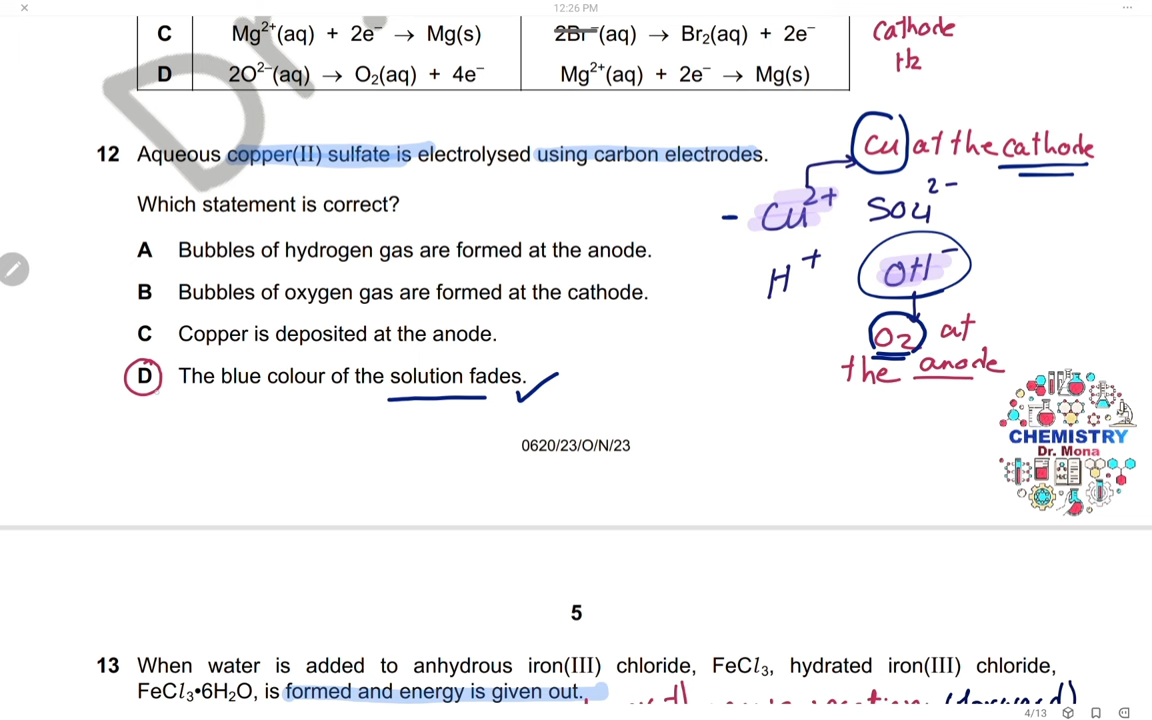 12:26 PM
C Mg²⁺(aq) + 2e⁻ → Mg(s) 2Br⁻(aq) → Br₂(aq) + 2e⁻
D 2O²⁻(aq) → O₂(aq) + 4e⁻ Mg²⁺(aq) + 2e⁻ → Mg(s)
cathode
H2
12 Aqueous copper(II) sulfate is electrolysed using carbon electrodes.
Which statement is correct?
A Bubbles of hydrogen gas are formed at the anode.
B Bubbles of oxygen gas are formed at the cathode.
C Copper is deposited at the anode.
D The blue colour of the solution fades.
Cu at the cathode
- Cu²⁺ SO4²⁻
H⁺ OH⁻
O2 at
the anode
0620/23/O/N/23
CHEMISTRY
Dr. Mona
5
13 When water is added to anhydrous iron(III) chloride, FeCl₃, hydrated iron(III) chloride,
FeCl₃•6H₂O, is formed and energy is given out.
4/13